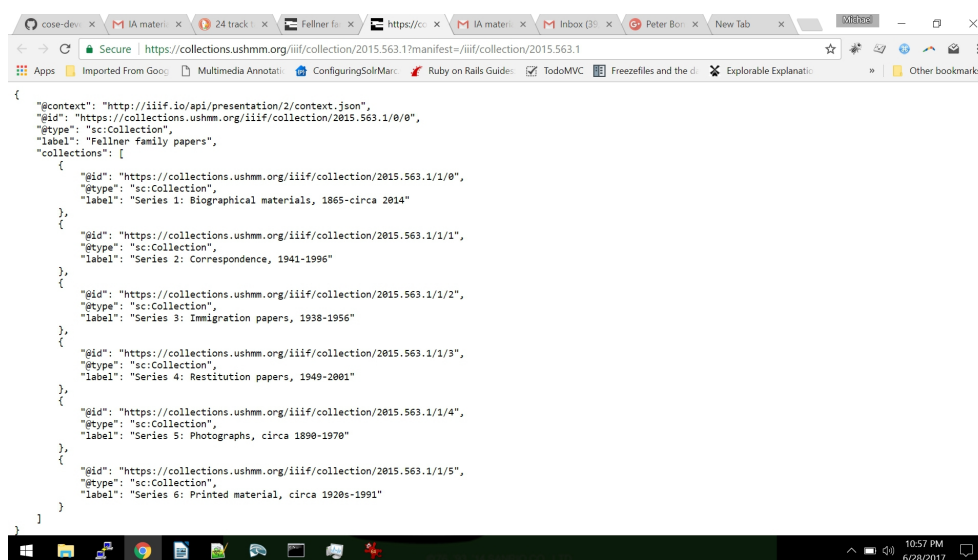 cose-deve
IA materia
24 track t
Fellner fa
https://co
IA materia
Inbox (39
Peter Bon
New Tab
Michael
Secure | https://collections.ushmm.org/iiif/collection/2015.563.1?manifest=/iiif/collection/2015.563.1
Apps Imported From Goog Multimedia Annotatio ConfiguringSolrMarc Ruby on Rails Guides TodoMVC Freezefiles and the da Explorable Explanatio » Other bookmarks
{
"@context": "http://iiif.io/api/presentation/2/context.json",
"@id": "https://collections.ushmm.org/iiif/collection/2015.563.1/0/0",
"@type": "sc:Collection",
"label": "Fellner family papers",
"collections": [
{
"@id": "https://collections.ushmm.org/iiif/collection/2015.563.1/1/0",
"@type": "sc:Collection",
"label": "Series 1: Biographical materials, 1865-circa 2014"
},
{
"@id": "https://collections.ushmm.org/iiif/collection/2015.563.1/1/1",
"@type": "sc:Collection",
"label": "Series 2: Correspondence, 1941-1996"
},
{
"@id": "https://collections.ushmm.org/iiif/collection/2015.563.1/1/2",
"@type": "sc:Collection",
"label": "Series 3: Immigration papers, 1938-1956"
},
{
"@id": "https://collections.ushmm.org/iiif/collection/2015.563.1/1/3",
"@type": "sc:Collection",
"label": "Series 4: Restitution papers, 1949-2001"
},
{
"@id": "https://collections.ushmm.org/iiif/collection/2015.563.1/1/4",
"@type": "sc:Collection",
"label": "Series 5: Photographs, circa 1890-1970"
},
{
"@id": "https://collections.ushmm.org/iiif/collection/2015.563.1/1/5",
"@type": "sc:Collection",
"label": "Series 6: Printed material, circa 1920s-1991"
}
]
}
10:57 PM
6/28/2017